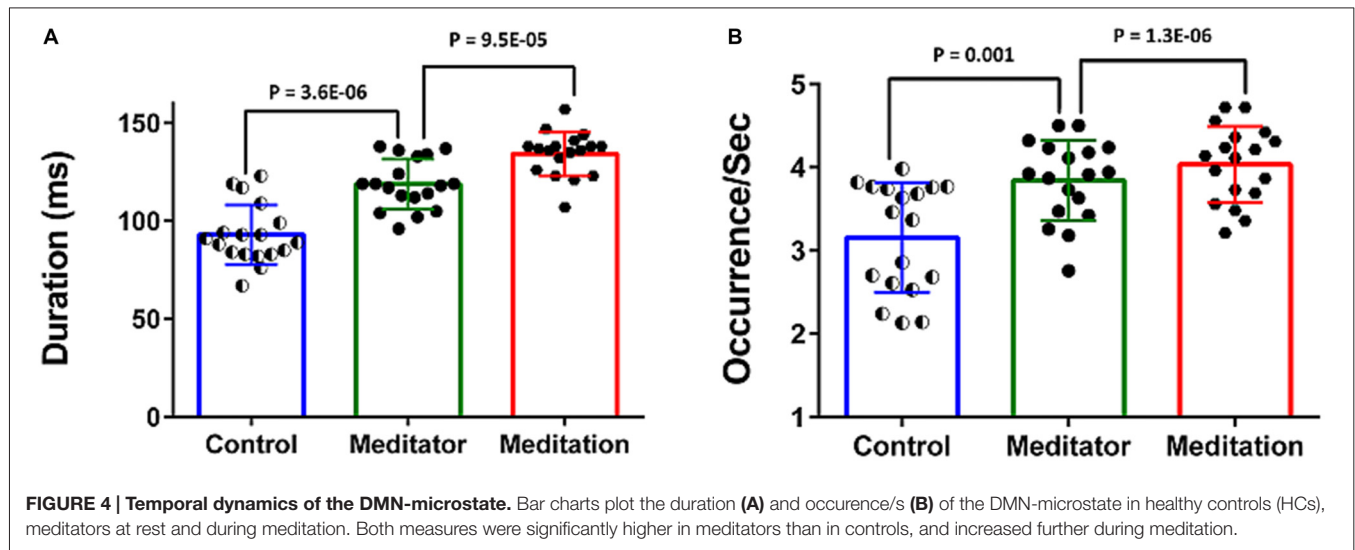 A
P = 9.5E-05
P = 3.6E-06
Duration (ms)
150
100
50
0
Control Meditator Meditation
B
P = 1.3E-06
P = 0.001
Occurrence/Sec
5
4
3
2
1
Control Meditator Meditation
FIGURE 4 | Temporal dynamics of the DMN-microstate. Bar charts plot the duration (A) and occurence/s (B) of the DMN-microstate in healthy controls (HCs),
meditators at rest and during meditation. Both measures were significantly higher in meditators than in controls, and increased further during meditation.